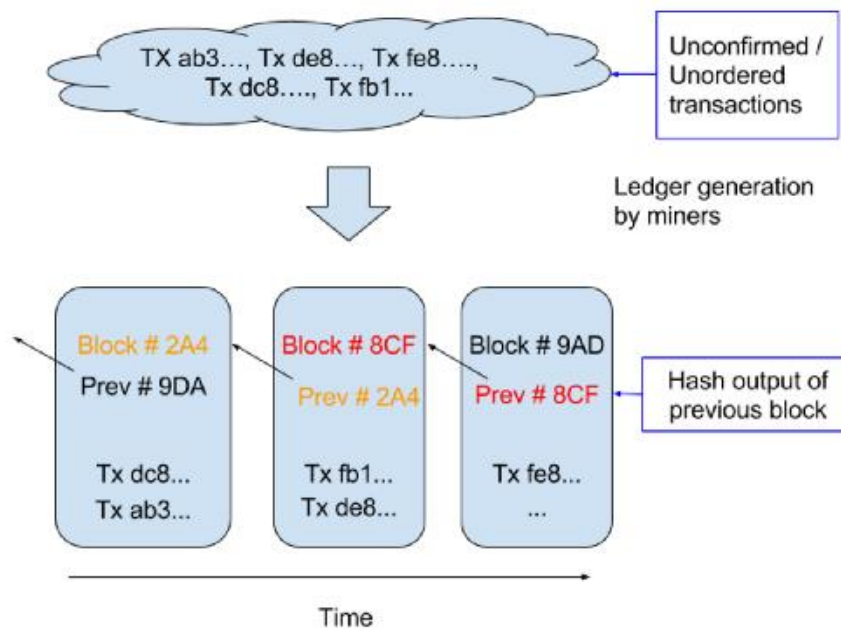 TX ab3..., Tx de8..., Tx fe8....,
Tx dc8...., Tx fb1...
Unconfirmed /
Unordered
transactions
Ledger generation
by miners
Block # 2A4
Prev # 9DA
Tx dc8...
Tx ab3...
Block # 8CF
Prev # 2A4
Tx fb1...
Tx de8...
Block # 9AD
Prev # 8CF
Tx fe8...
...
Hash output of
previous block
Time